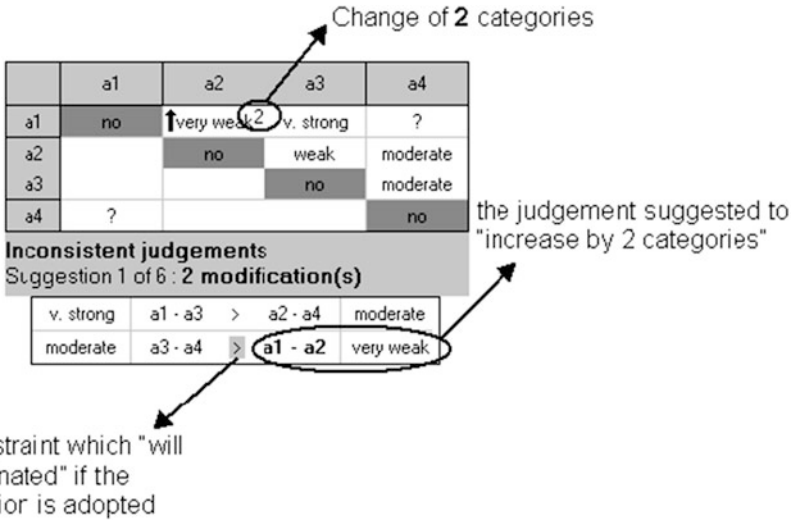 Change of 2 categories
a1 a2 a3 a4
a1 no very weak 2 v. strong ?
a2 no weak moderate
a3 no moderate
a4 ? no
the judgement suggested to
"increase by 2 categories"
Inconsistent judgements
Suggestion 1 of 6 : 2 modification(s)
v. strong a1 - a3 > a2 - a4 moderate
moderate a3 - a4 > a1 - a2 very weak
straint which "will
nated" if the
ior is adopted